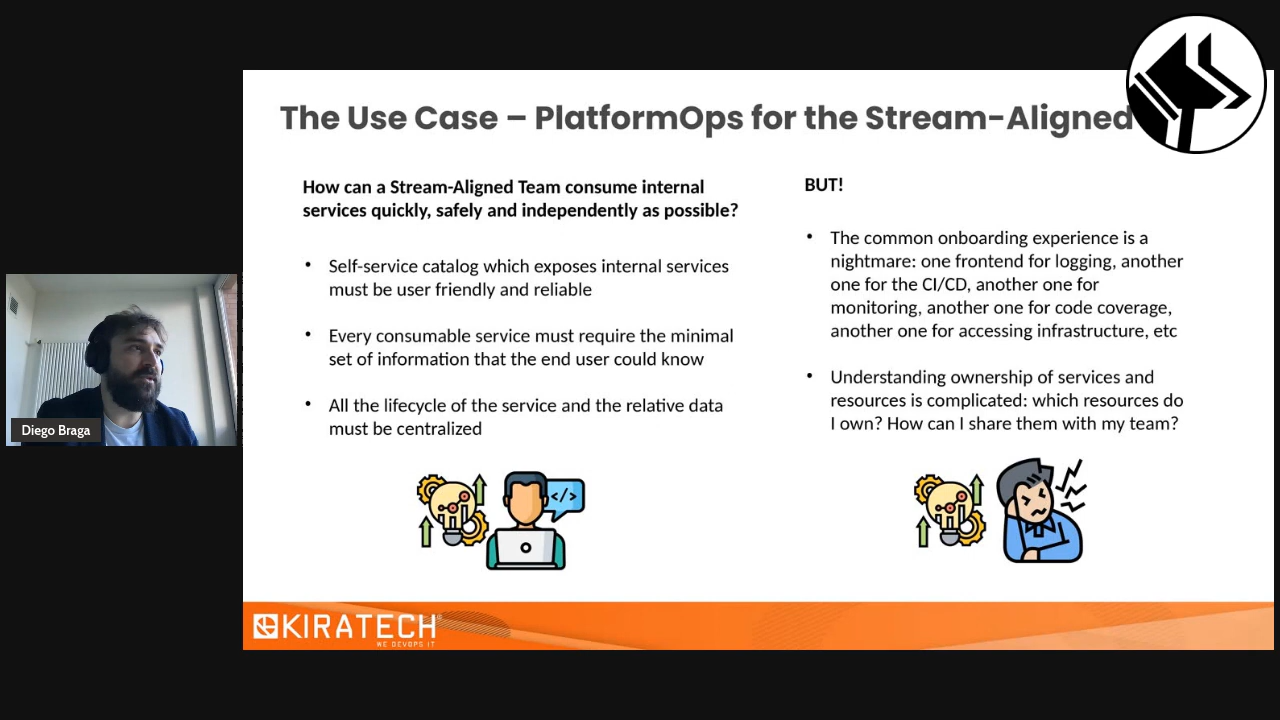 The Use Case – PlatformOps for the Stream-Aligned
How can a Stream-Aligned Team consume internal
services quickly, safely and independently as possible?
• Self-service catalog which exposes internal services
must be user friendly and reliable
• Every consumable service must require the minimal
set of information that the end user could know
• All the lifecycle of the service and the relative data
must be centralized
BUT!
• The common onboarding experience is a
nightmare: one frontend for logging, another
one for the CI/CD, another one for
monitoring, another one for code coverage,
another one for accessing infrastructure, etc
• Understanding ownership of services and
resources is complicated: which resources do
I own? How can I share them with my team?
</>
Diego Braga
KIRATECH
WE DEVOPS IT